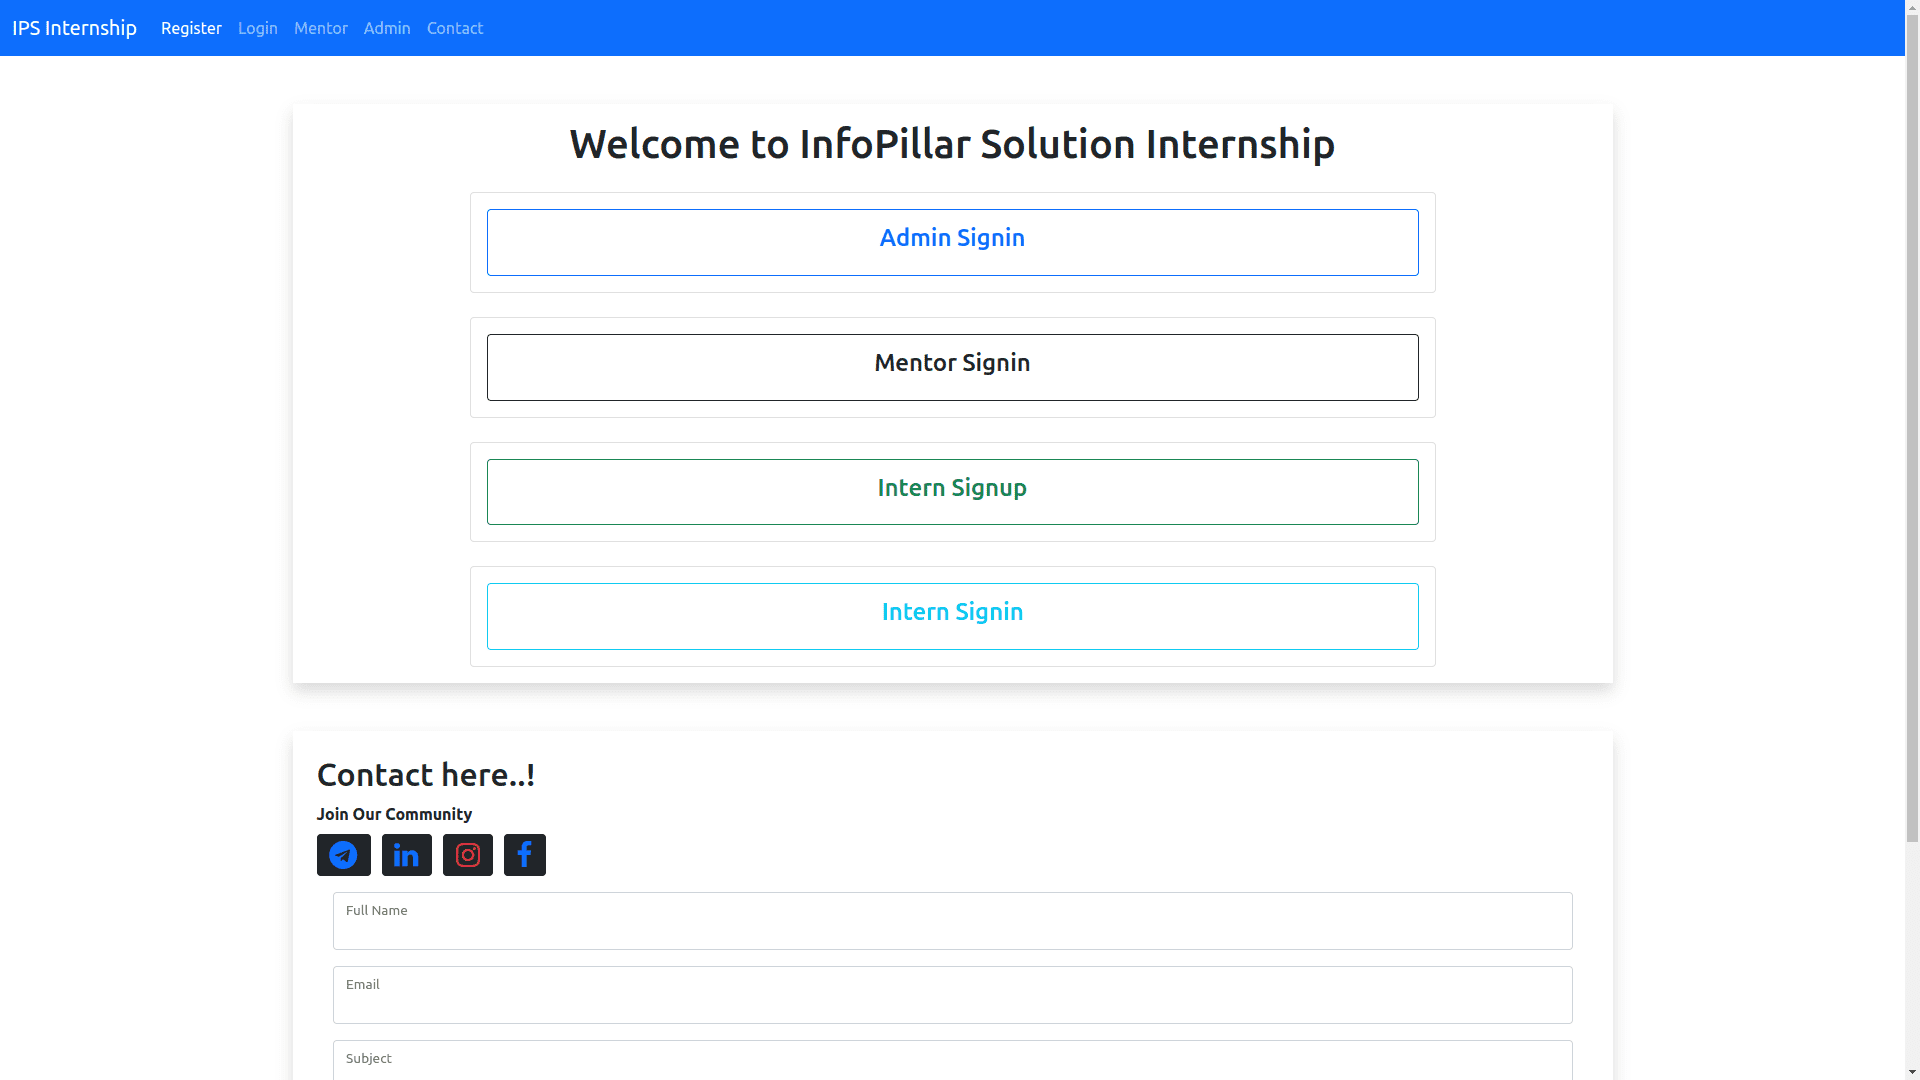 IPS Internship Register Login Mentor Admin Contact
Welcome to InfoPillar Solution Internship
Admin Signin
Mentor Signin
Intern Signup
Intern Signin
Contact here..!
Join Our Community
Full Name
Email
Subject